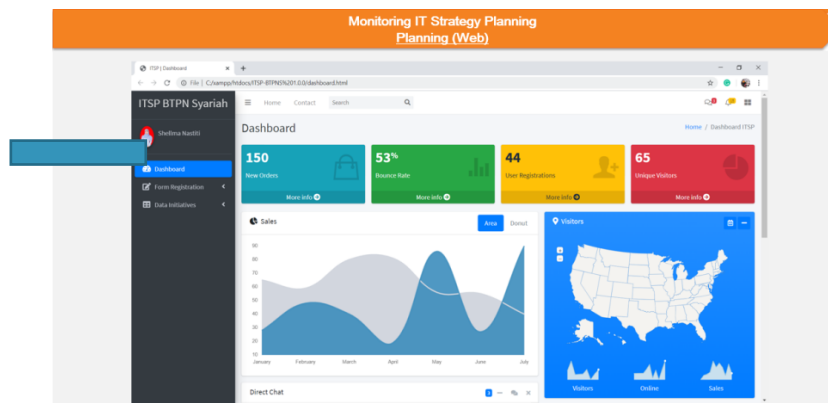 Monitoring IT Strategy Planning
Planning (Web)
ITSP | Dashboard
File | C:/xampp/htdocs/ITSP-BTPNS%201.0.0/dashboard.html
ITSP BTPN Syariah
Home Contact Search
Shellma Nastiti
Dashboard
Home / Dashboard ITSP
Dashboard
Form Registration
Data Initiatives
150
New Orders
More info
53%
Bounce Rate
More info
44
User Registrations
More info
65
Unique Visitors
More info
Sales
Area Donut
90
80
70
60
50
40
30
20
10
January February March April May June July
Visitors
Visitors Online Sales
Direct Chat